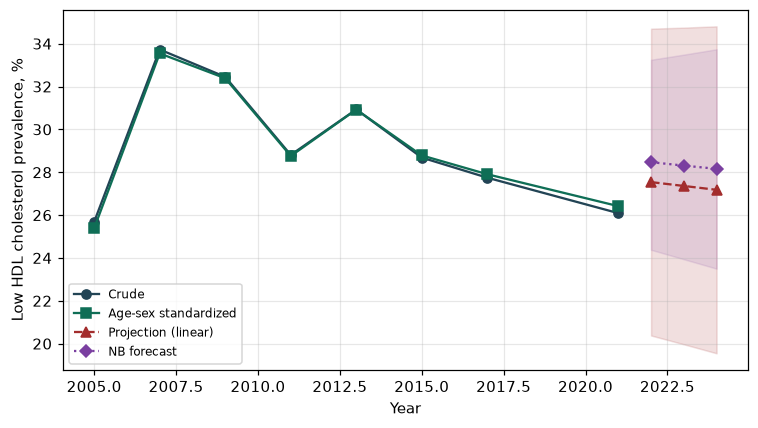 Low HDL cholesterol prevalence, %
34
32
30
28
26
24
22
20
Crude
Age-sex standardized
Projection (linear)
NB forecast
2005.0 2007.5 2010.0 2012.5 2015.0 2017.5 2020.0 2022.5
Year